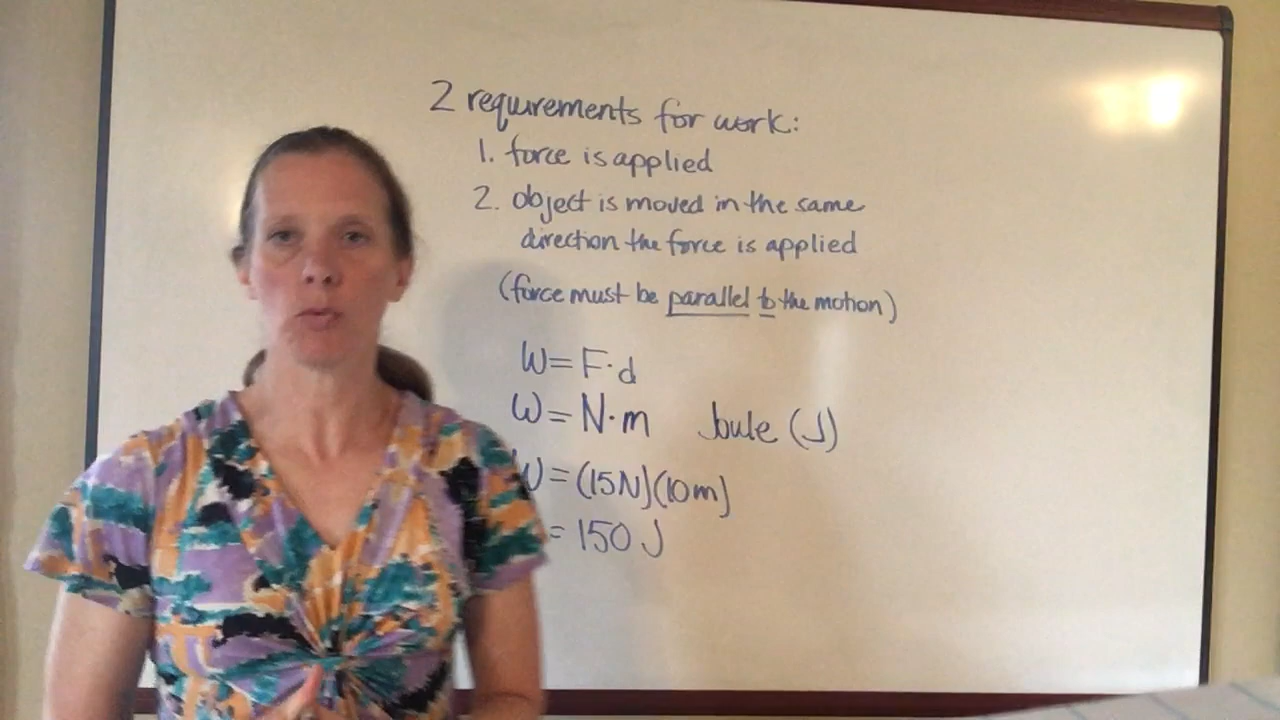 2 requirements for work:
1. force is applied
2. object is moved in the same
direction the force is applied
(force must be parallel to the motion)
W=F·d
W=N·m Joule (J)
W=(15N)(10m)
=150 J